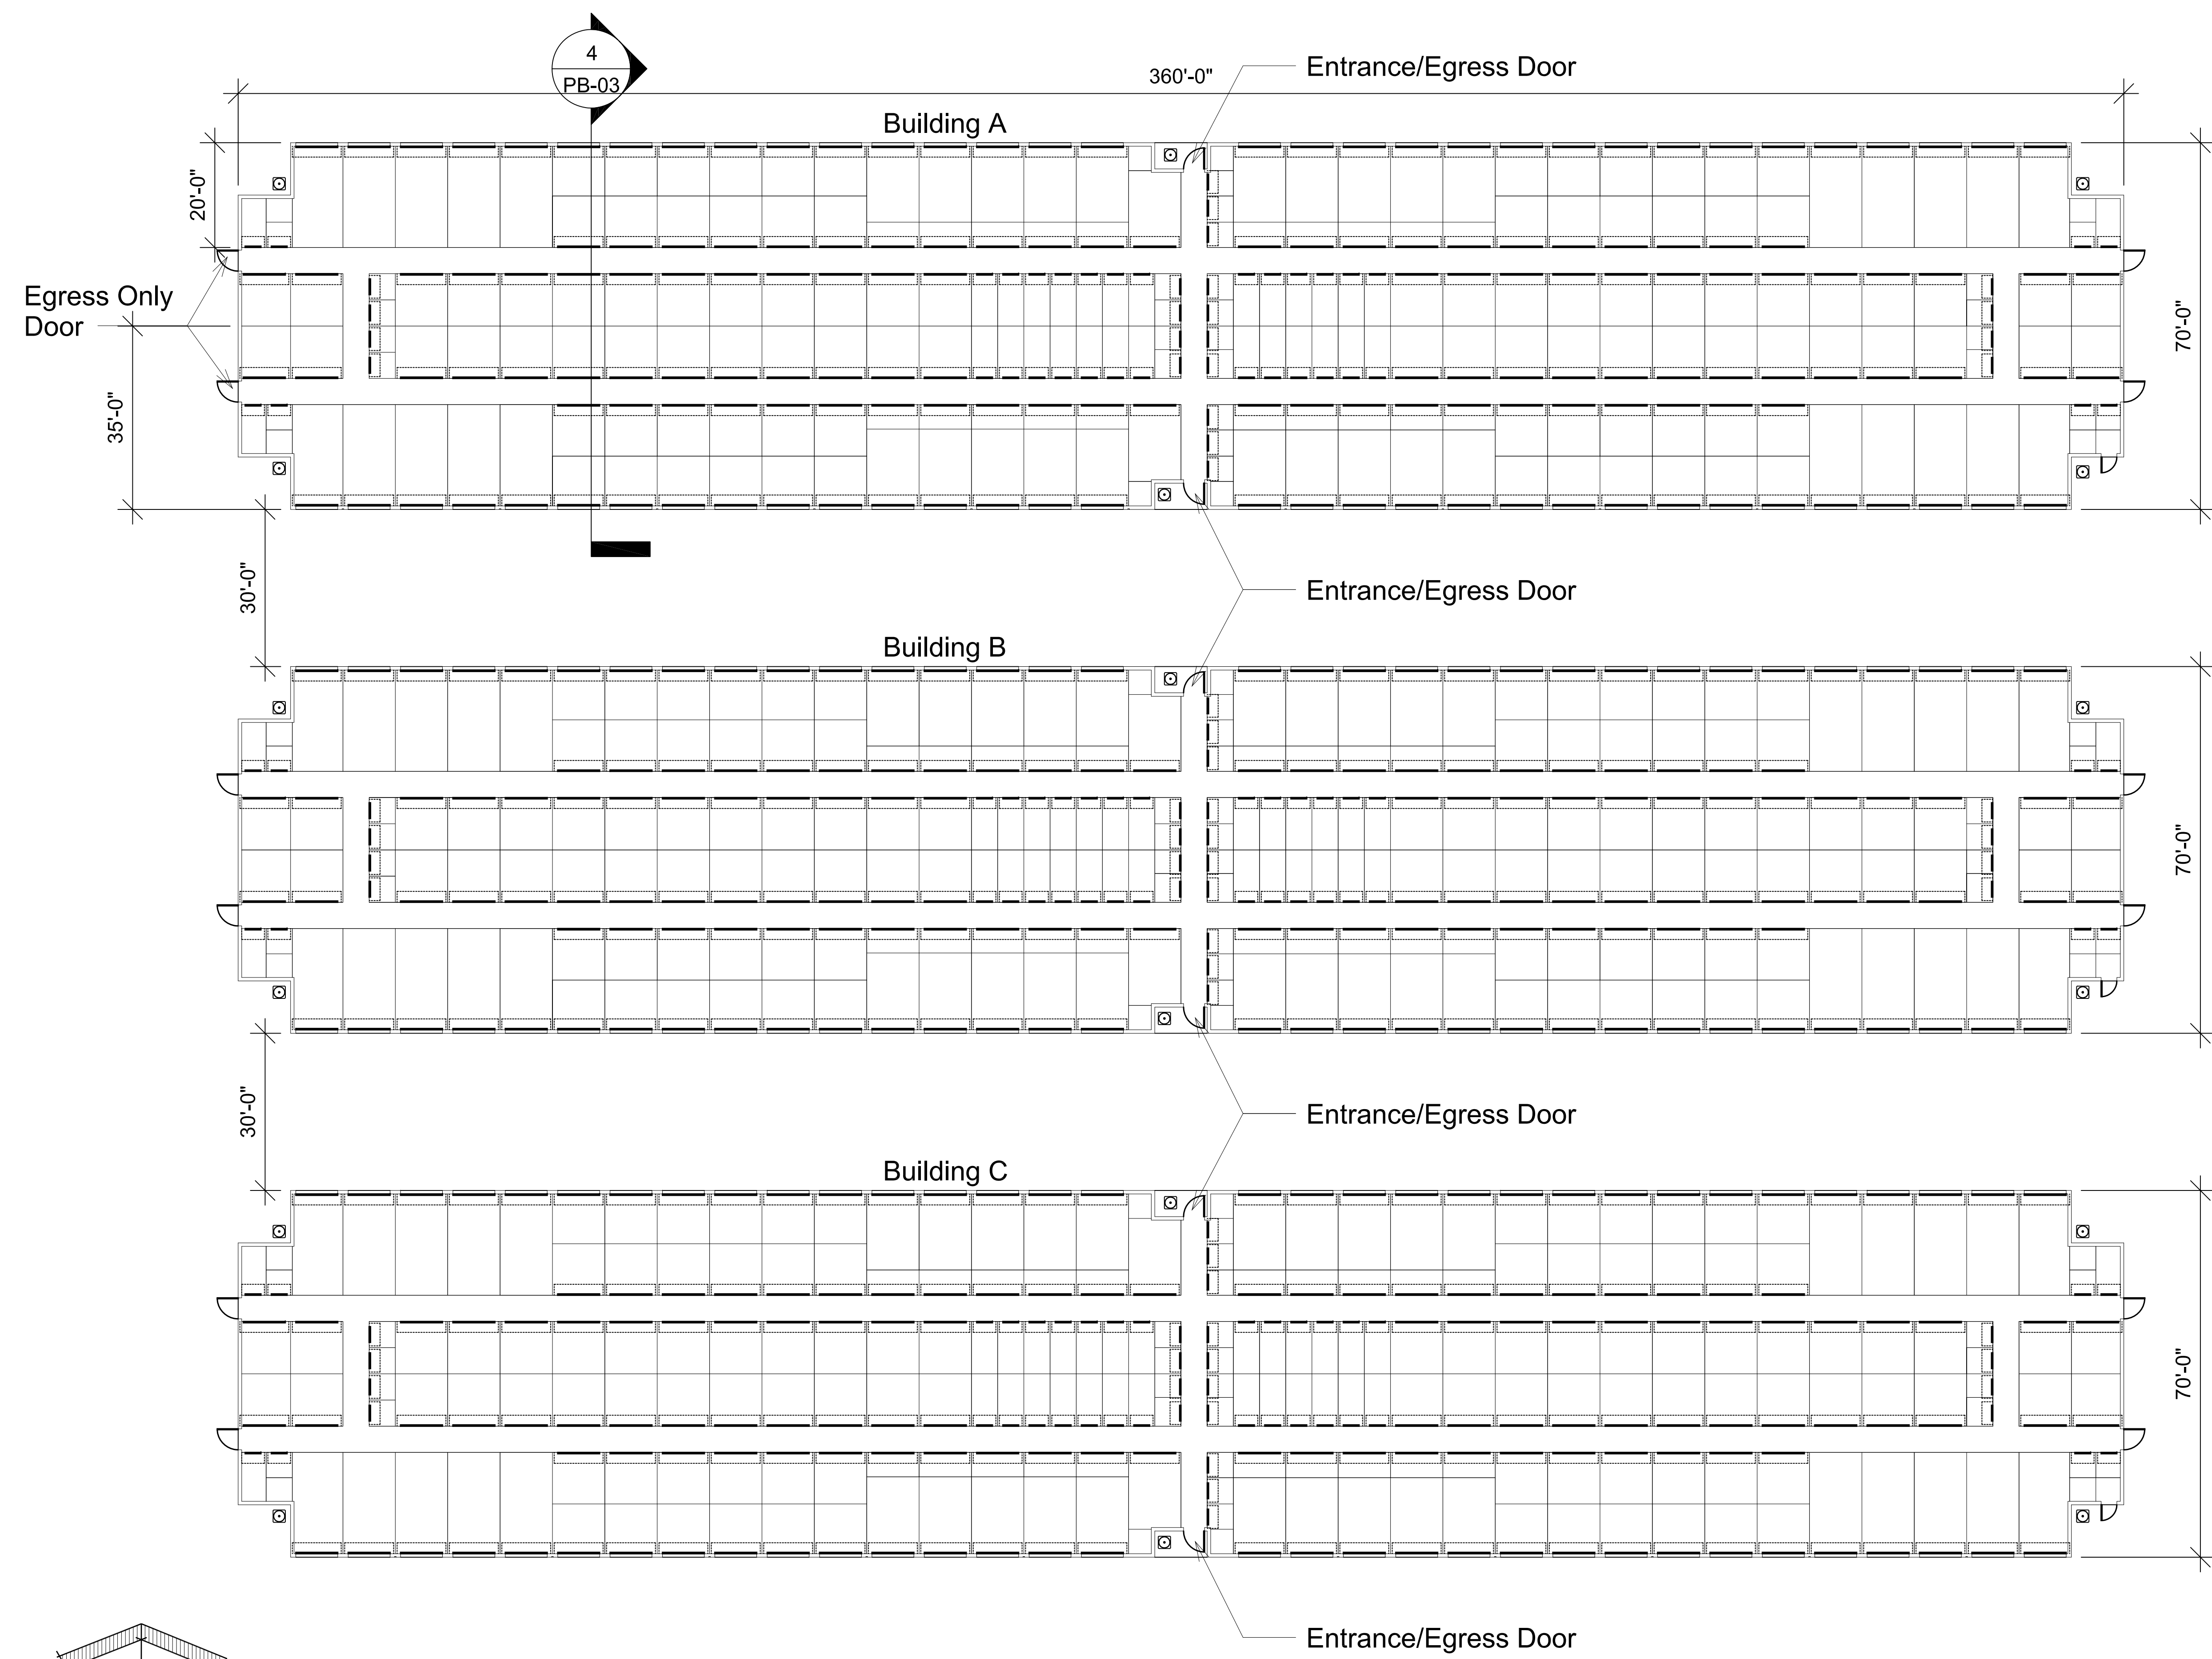 4
PB-03
360'-0"
Entrance/Egress Door
Building A
20'-0"
Egress Only
Door
70'-0"
35'-0"
30'-0"
Entrance/Egress Door
Building B
70'-0"
30'-0"
Entrance/Egress Door
Building C
70'-0"
Entrance/Egress Door